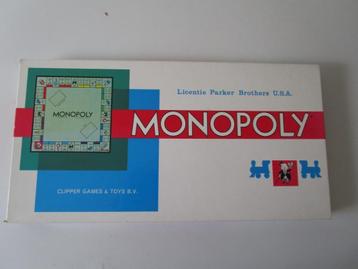 Licentie Parker Brothers U.S.A.
MONOPOLY
MONOPOLY
CLIPPER GAMES & TOYS B.V.